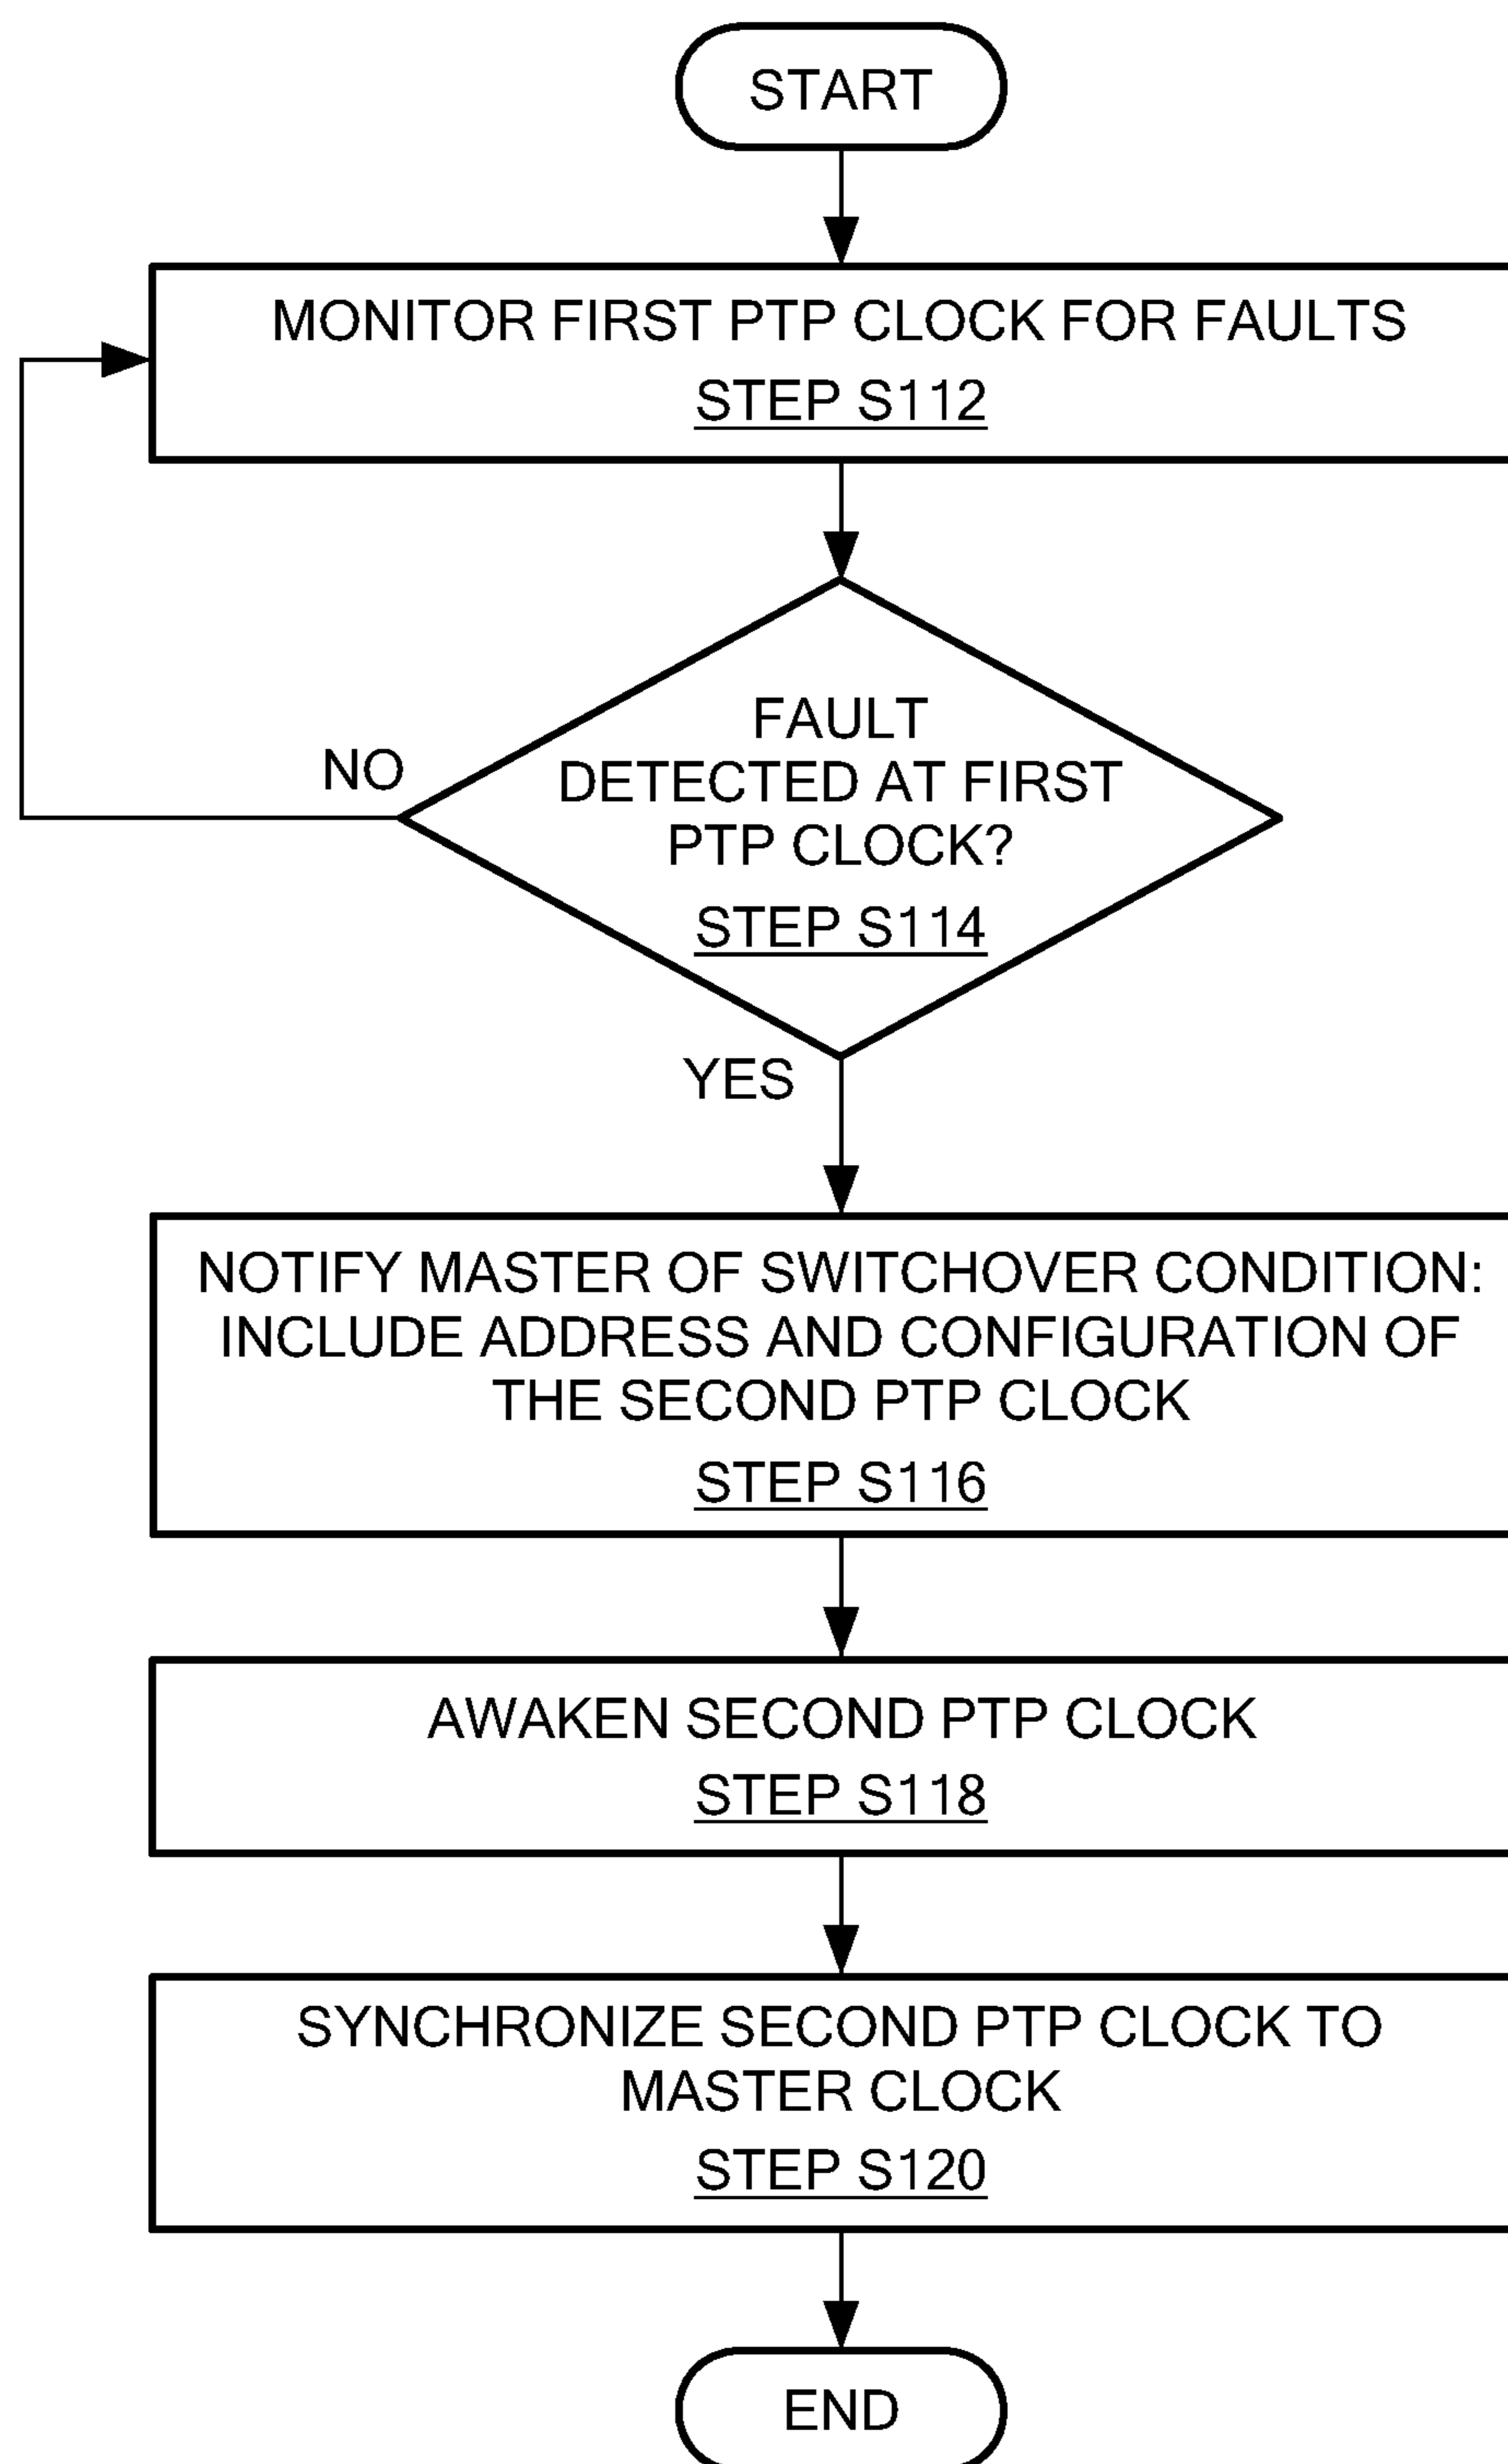 START
MONITOR FIRST PTP CLOCK FOR FAULTS
STEP S112
FAULT
DETECTED AT FIRST
PTP CLOCK?
STEP S114
NO
YES
NOTIFY MASTER OF SWITCHOVER CONDITION:
INCLUDE ADDRESS AND CONFIGURATION OF
THE SECOND PTP CLOCK
STEP S116
AWAKEN SECOND PTP CLOCK
STEP S118
SYNCHRONIZE SECOND PTP CLOCK TO
MASTER CLOCK
STEP S120
END